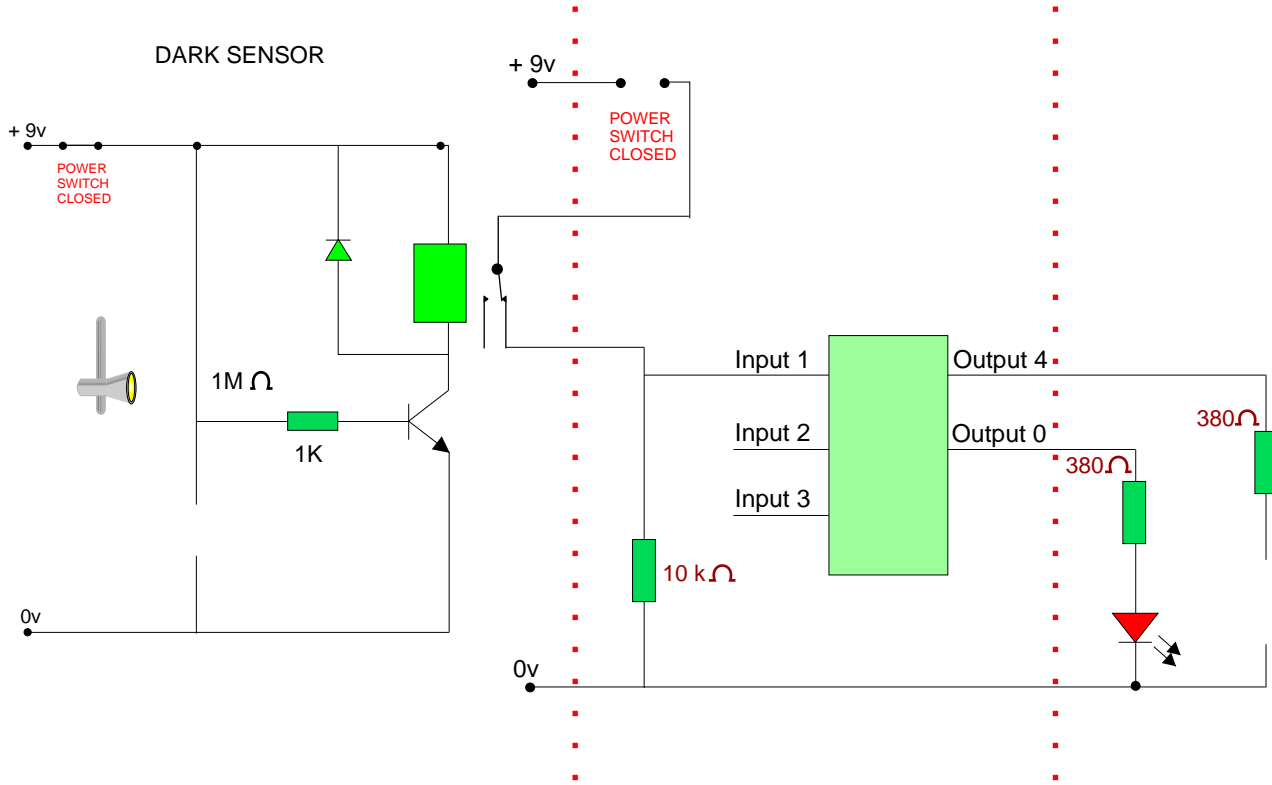 DARK SENSOR
+ 9v
+ 9v
POWER
SWITCH
CLOSED
POWER
SWITCH
CLOSED
1M Ω
1K
Input 1
Output 4
380Ω
Input 2
Output 0
380Ω
Input 3
10 kΩ
0v
0v